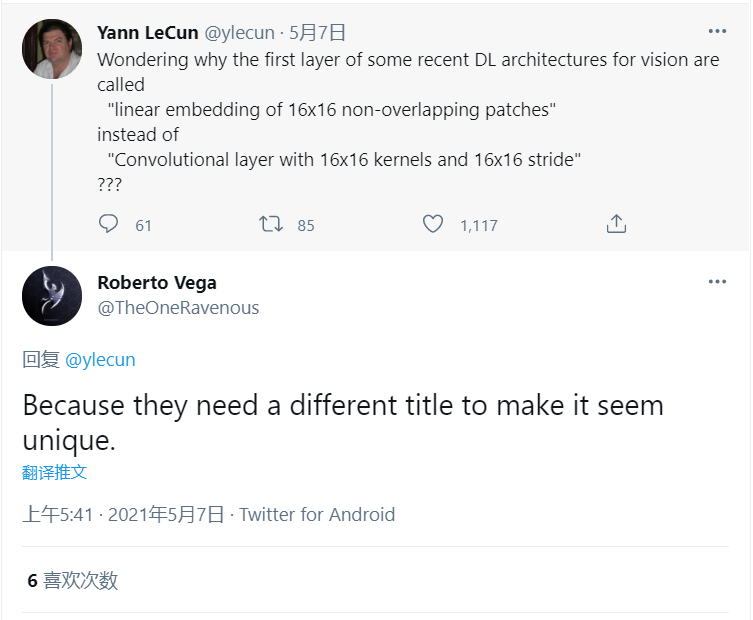 Yann LeCun @ylecun · 5月7日
Wondering why the first layer of some recent DL architectures for vision are
called
"linear embedding of 16x16 non-overlapping patches"
instead of
"Convolutional layer with 16x16 kernels and 16x16 stride"
???
61 85 1,117
Roberto Vega
@TheOneRavenous
回复 @ylecun
Because they need a different title to make it seem
unique.
翻译推文
上午5:41 · 2021年5月7日 · Twitter for Android
6 喜欢次数